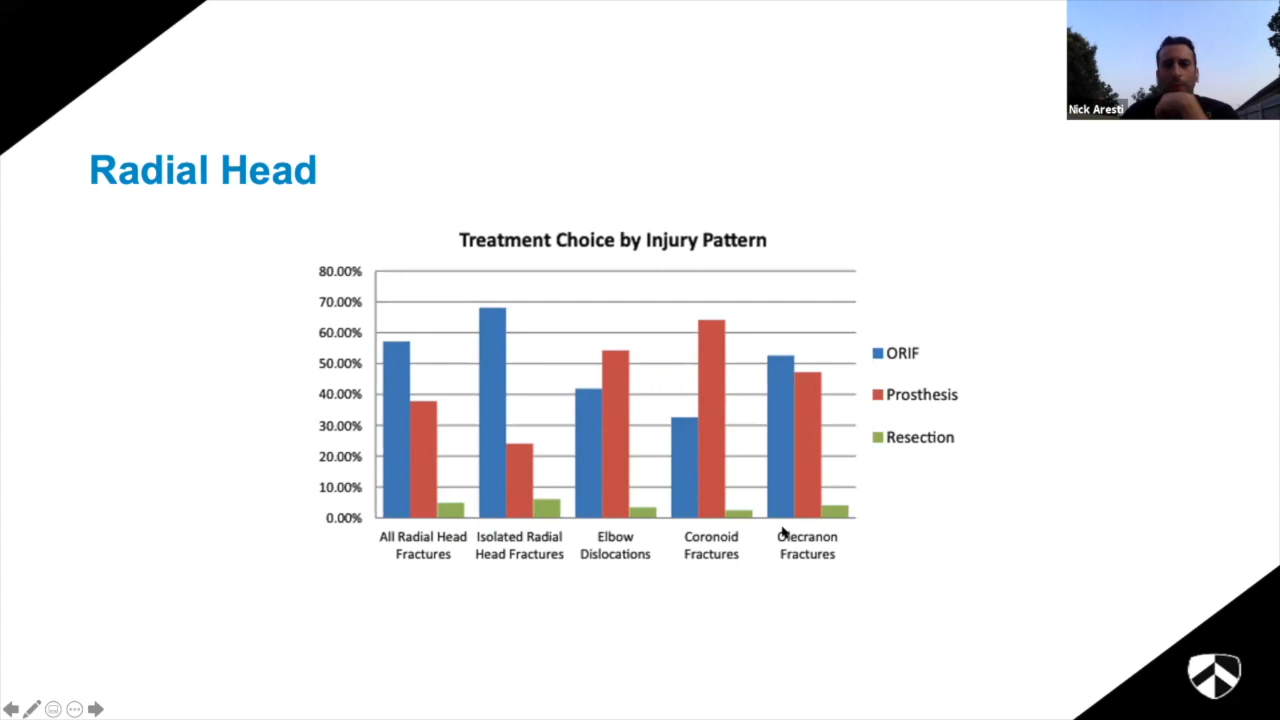 Nick Aresti
Radial Head
Treatment Choice by Injury Pattern
80.00%
70.00%
60.00%
50.00%
40.00%
30.00%
20.00%
10.00%
0.00%
ORIF
Prosthesis
Resection
All Radial Head
Fractures
Isolated Radial
Head Fractures
Elbow
Dislocations
Coronoid
Fractures
Olecranon
Fractures